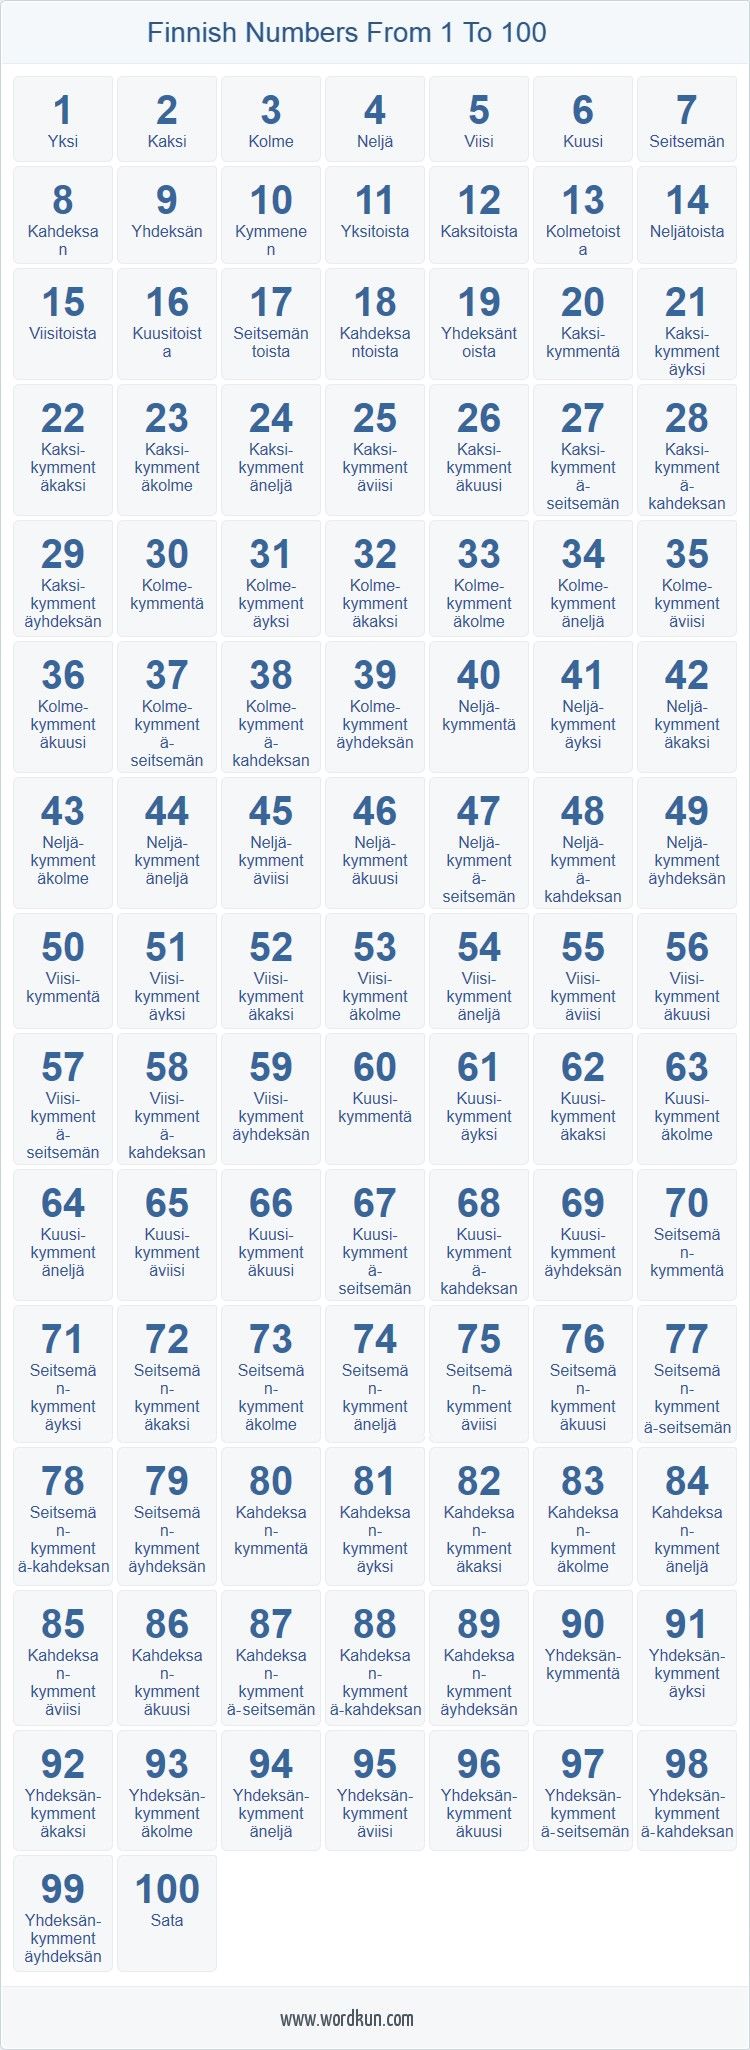 Finnish Numbers From 1 To 100
1 2 3 4 5 6 7
Yksi Kaksi Kolme Neljä Viisi Kuusi Seitsemän
8 9 10 11 12 13 14
Kahdeksa Yhdeksän Kymmene Yksitoista Kaksitoista Kolmetoist Neljätoista
n n a
15 16 17 18 19 20 21
Viisitoista Kuusitoist Seitsemän Kahdeksa Yhdeksänt Kaksi- Kaksi-
a toista ntoista oista kymmentä kymment
äyksi
22 23 24 25 26 27 28
Kaksi- Kaksi- Kaksi- Kaksi- Kaksi- Kaksi- Kaksi-
kymment kymment kymment kymment kymment kymment kymment
äkaksi äkolme äneljä äviisi äkuusi ä- ä-
seitsemän kahdeksan
29 30 31 32 33 34 35
Kaksi- Kolme- Kolme- Kolme- Kolme- Kolme- Kolme-
kymment kymmentä kymment kymment kymment kymment kymment
äyhdeksän äyksi äkaksi äkolme äneljä äviisi
36 37 38 39 40 41 42
Kolme- Kolme- Kolme- Kolme- Neljä- Neljä- Neljä-
kymment kymment kymment kymment kymmentä kymment kymment
äkuusi ä- ä- äyhdeksän äyksi äkaksi
seitsemän kahdeksan
43 44 45 46 47 48 49
Neljä- Neljä- Neljä- Neljä- Neljä- Neljä- Neljä-
kymment kymment kymment kymment kymment kymment kymment
äkolme äneljä äviisi äkuusi ä- ä- äyhdeksän
seitsemän kahdeksan
50 51 52 53 54 55 56
Viisi- Viisi- Viisi- Viisi- Viisi- Viisi- Viisi-
kymmentä kymment kymment kymment kymment kymment kymment
äyksi äkaksi äkolme äneljä äviisi äkuusi
57 58 59 60 61 62 63
Viisi- Viisi- Viisi- Kuusi- Kuusi- Kuusi- Kuusi-
kymment kymment kymment kymmentä kymment kymment kymment
ä- ä- äyhdeksän äyksi äkaksi äkolme
seitsemän kahdeksan
64 65 66 67 68 69 70
Kuusi- Kuusi- Kuusi- Kuusi- Kuusi- Kuusi- Seitsemä
kymment kymment kymment kymment kymment kymment n-
äneljä äviisi äkuusi ä- ä- äyhdeksän kymmentä
seitsemän kahdeksan
71 72 73 74 75 76 77
Seitsemä Seitsemä Seitsemä Seitsemä Seitsemä Seitsemä Seitsemä
n- n- n- n- n- n- n-
kymment kymment kymment kymment kymment kymment kymment
äyksi äkaksi äkolme äneljä äviisi äkuusi ä-seitsemän
78 79 80 81 82 83 84
Seitsemä Seitsemä Kahdeksa Kahdeksa Kahdeksa Kahdeksa Kahdeksa
n- n- n- n- n- n- n-
kymment kymment kymmentä kymment kymment kymment kymment
ä-kahdeksan äyhdeksän äyksi äkaksi äkolme äneljä
85 86 87 88 89 90 91
Kahdeksa Kahdeksa Kahdeksa Kahdeksa Kahdeksa Yhdeksän- Yhdeksän-
n- n- n- n- n- kymmentä kymment
kymment kymment kymment kymment kymment äyksi
äviisi äkuusi ä-seitsemän ä-kahdeksan äyhdeksän
92 93 94 95 96 97 98
Yhdeksän- Yhdeksän- Yhdeksän- Yhdeksän- Yhdeksän- Yhdeksän- Yhdeksän-
kymment kymment kymment kymment kymment kymment kymment
äkaksi äkolme äneljä äviisi äkuusi ä-seitsemän ä-kahdeksan
99 100
Yhdeksän- Sata
kymment
äyhdeksän
www.wordkun.com